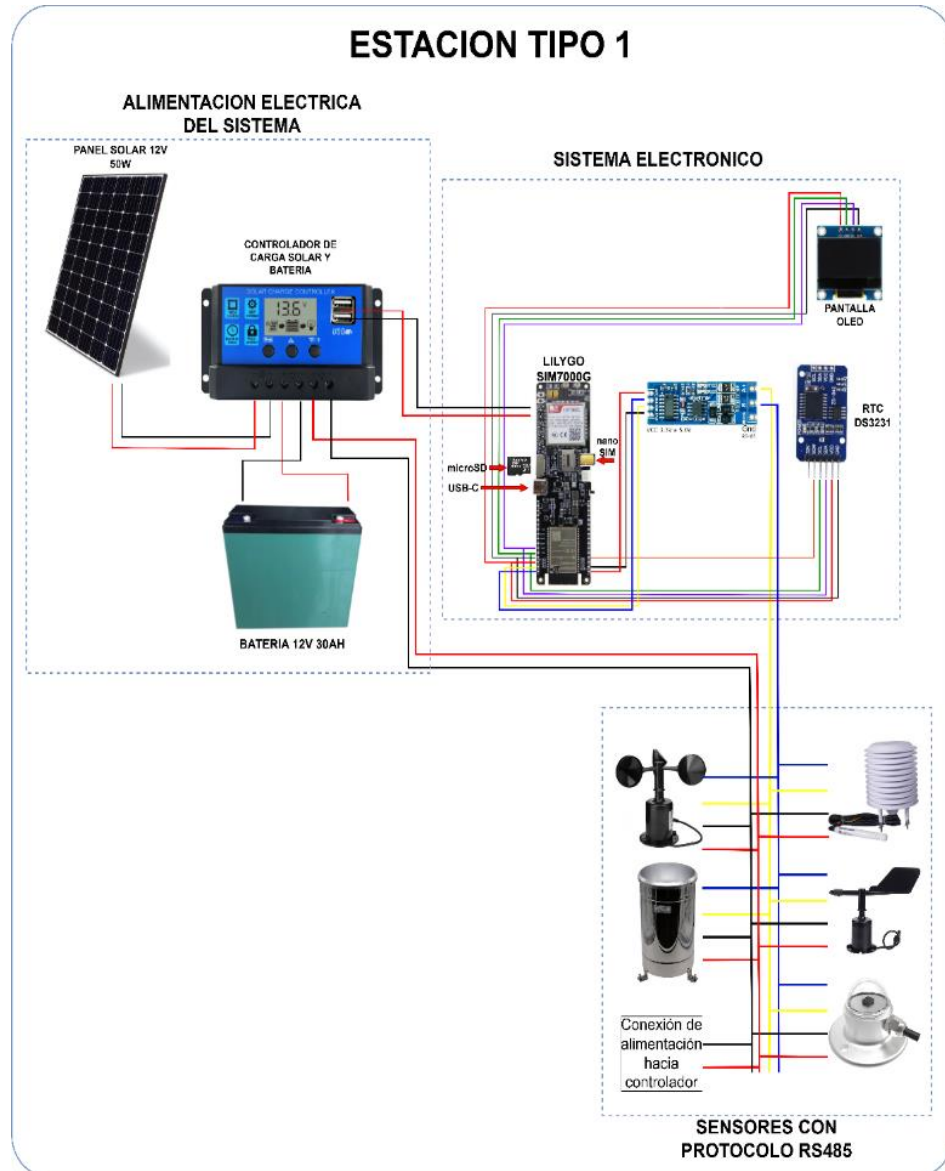 ESTACION TIPO 1
ALIMENTACION ELECTRICA
DEL SISTEMA
PANEL SOLAR 12V
50W
CONTROLADOR DE
CARGA SOLAR Y
BATERIA
SOLAR CHARGE CONTROLLER
13.6
BATERIA 12V 30AH
SISTEMA ELECTRONICO
PANTALLA
OLED
LILYGO
SIM7000G
nano
SIM
microSD
USB-C
RTC
DS3231
Gnd
Conexión de
alimentación
hacia
controlador
SENSORES CON
PROTOCOLO RS485